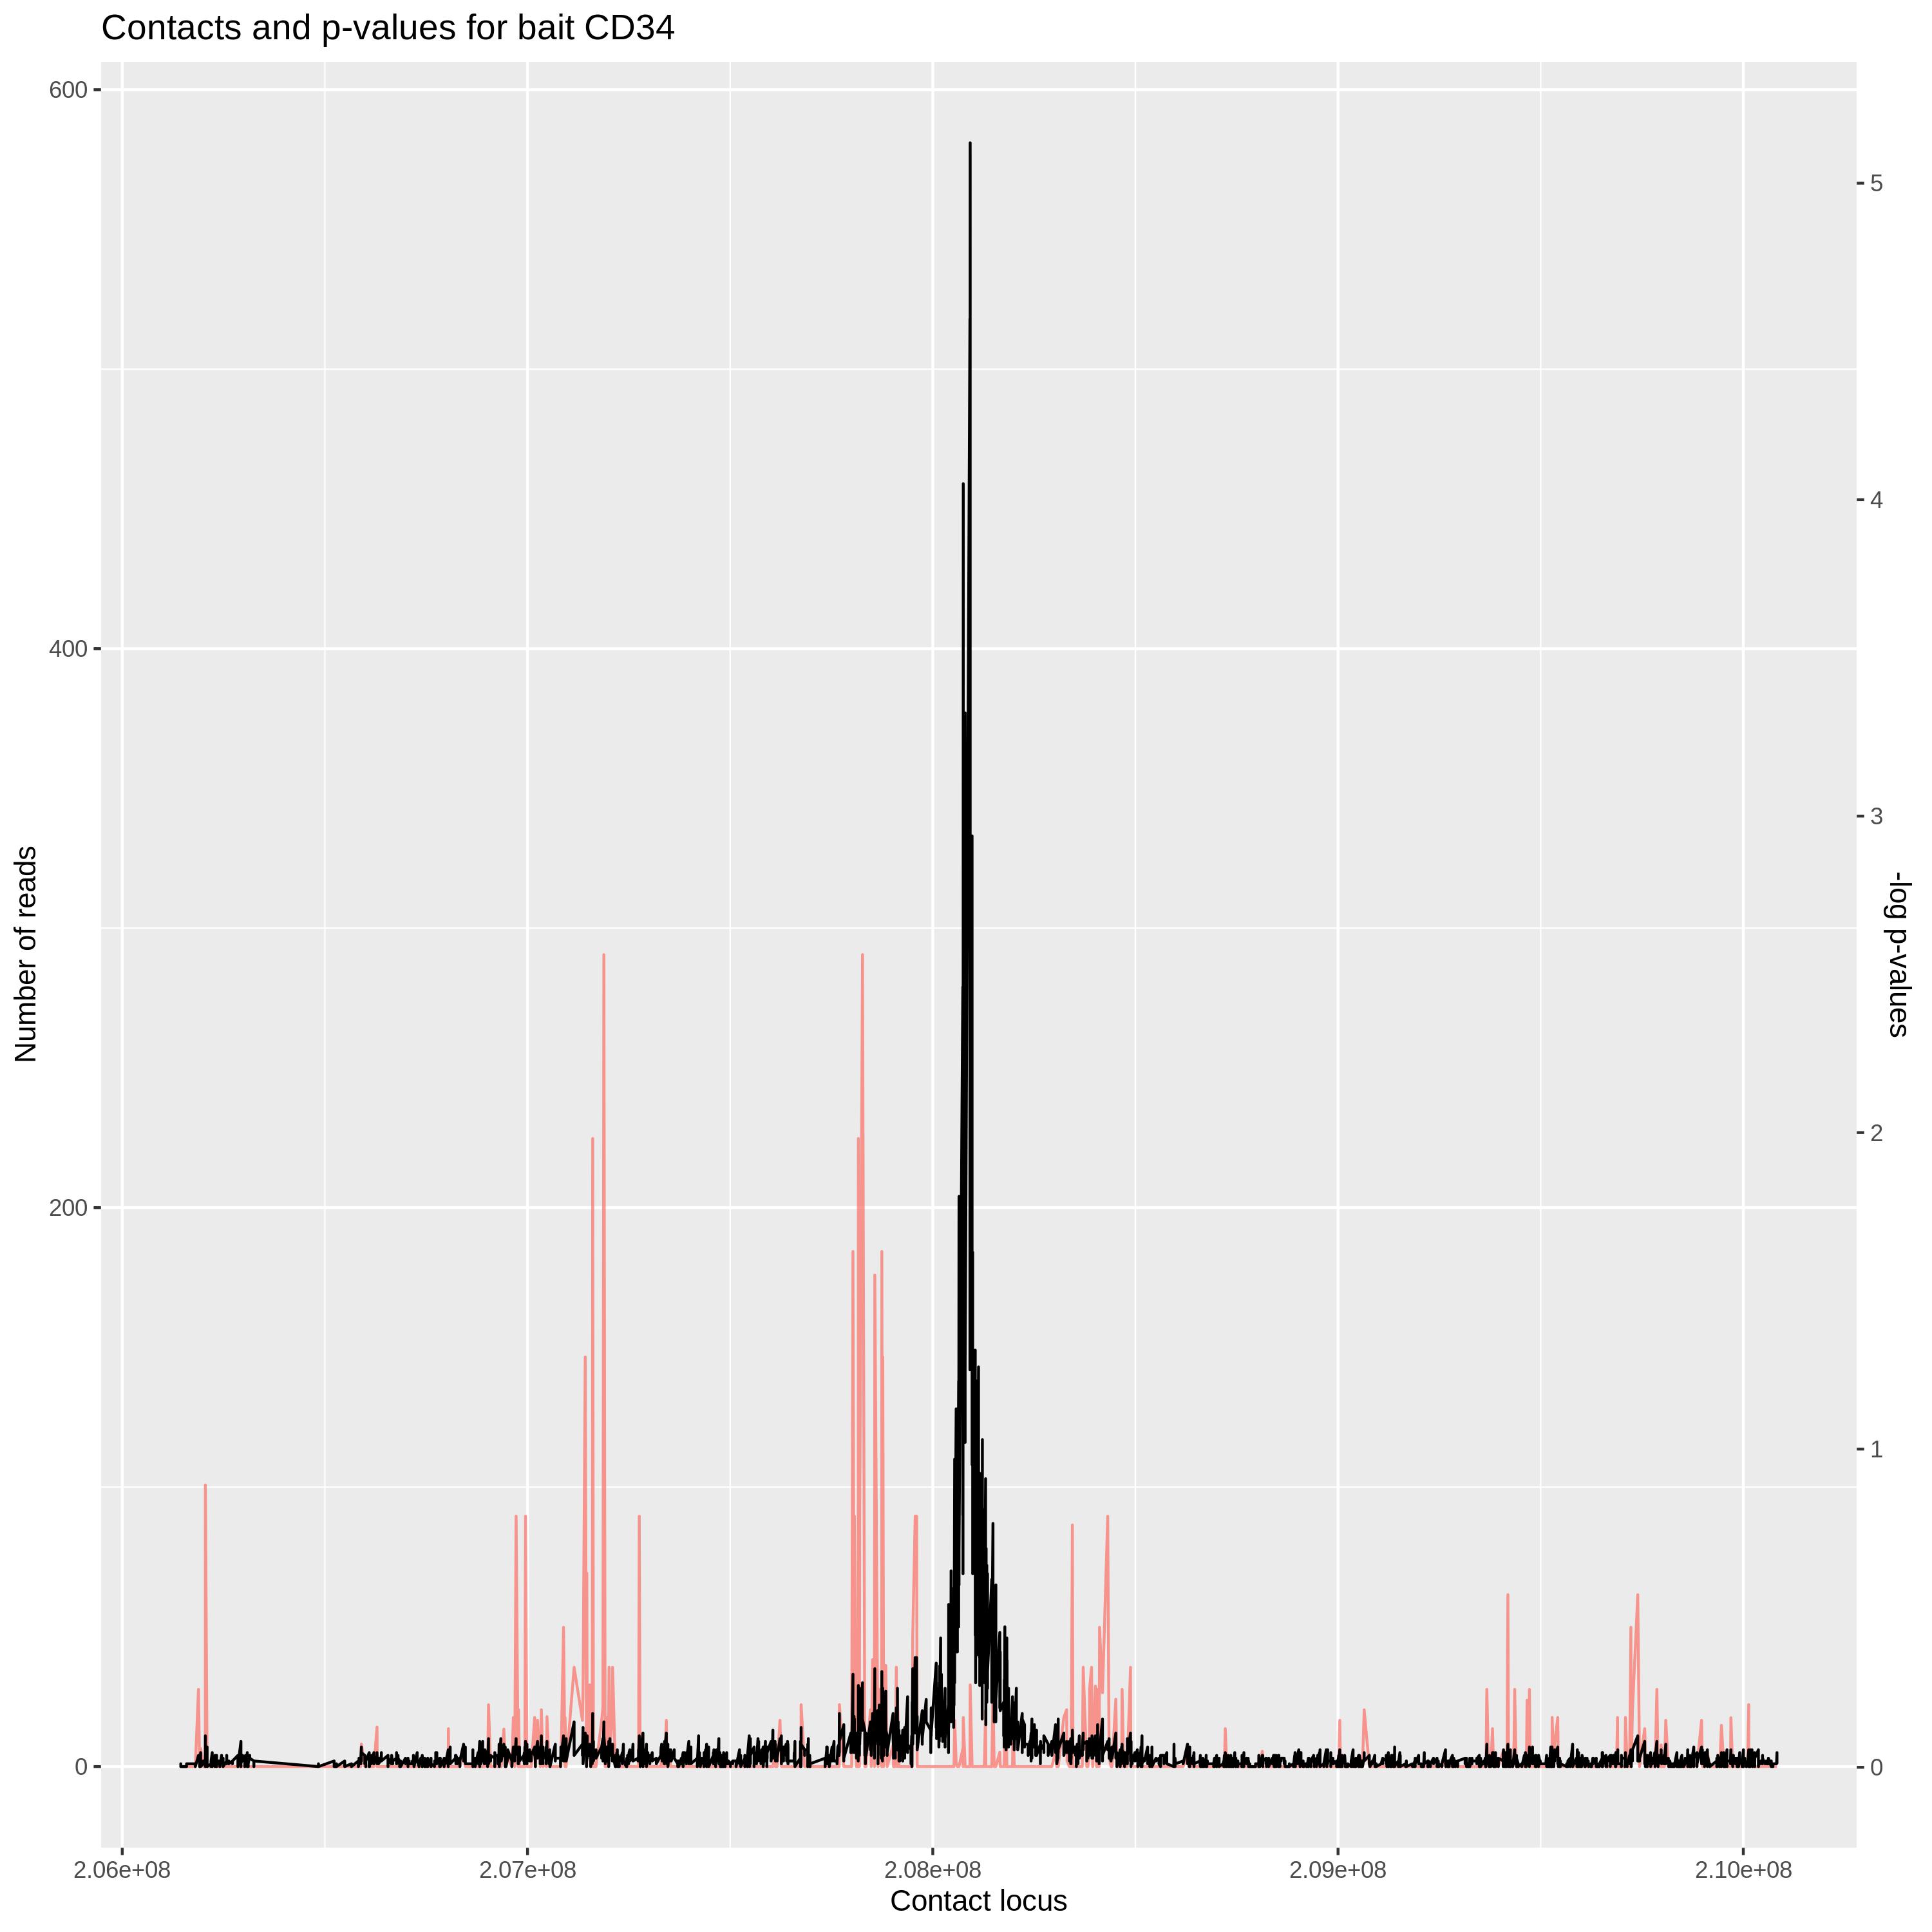 Contacts and p-values for bait CD34
600
400
200
0
Number of reads
5
4
3
2
1
0
-log p-values
2.06e+08
2.07e+08
2.08e+08
2.09e+08
2.10e+08
Contact locus